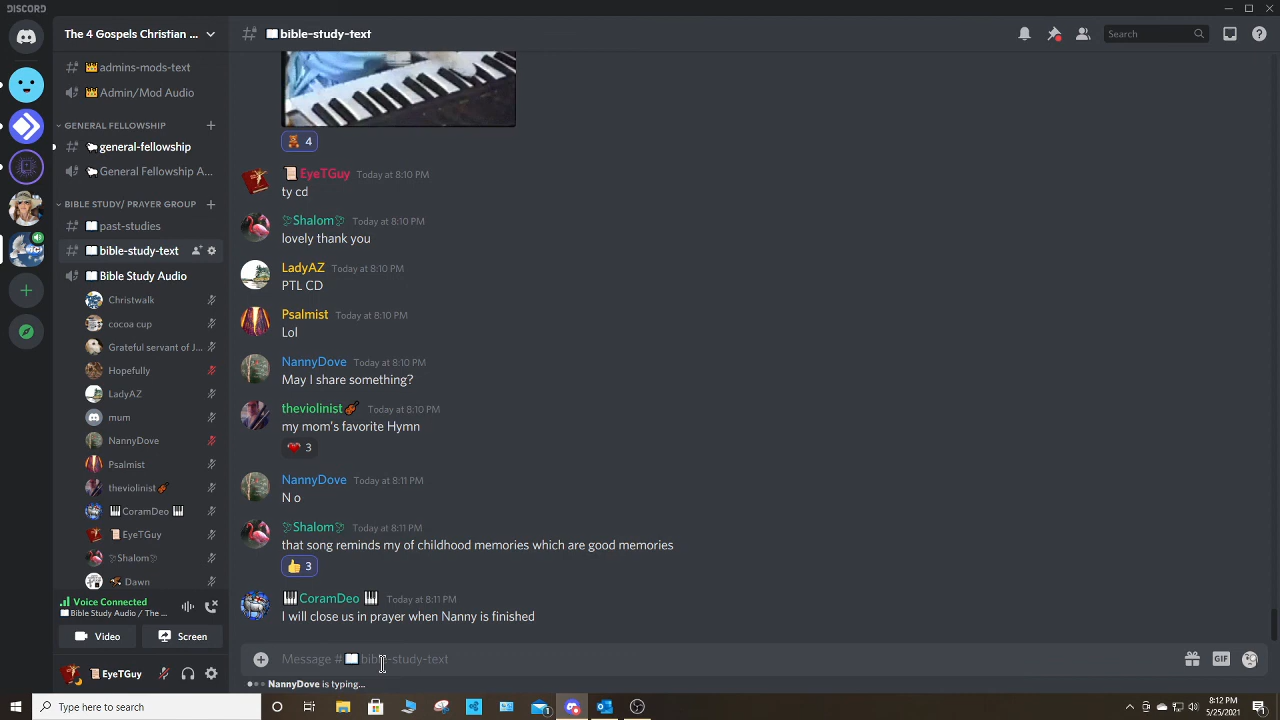 DISCORD
The 4 Gospels Christian ...
bible-study-text
Search
admins-mods-text
Admin/Mod Audio
GENERAL FELLOWSHIP
general-fellowship
General Fellowship A...
BIBLE STUDY/ PRAYER GROUP
past-studies
bible-study-text
Bible Study Audio
Christwalk
cocoa cup
Grateful servant of J...
Hopefully
LadyAZ
mum
NannyDove
Psalmist
theviolinist
CoramDeo
EyeTGuy
Shalom
Dawn
Voice Connected
Bible Study Audio / The ...
Video
Screen
EyeTGuy
4
EyeTGuy Today at 8:10 PM
ty cd
Shalom Today at 8:10 PM
lovely thank you
LadyAZ Today at 8:10 PM
PTL CD
Psalmist Today at 8:10 PM
Lol
NannyDove Today at 8:10 PM
May I share something?
theviolinist Today at 8:10 PM
my mom's favorite Hymn
3
NannyDove Today at 8:11 PM
N o
Shalom Today at 8:11 PM
that song reminds my of childhood memories which are good memories
3
CoramDeo Today at 8:11 PM
I will close us in prayer when Nanny is finished
Message # bible-study-text
GIF
NannyDove is typing...
Type here to search
8:12 PM
5/25/2021